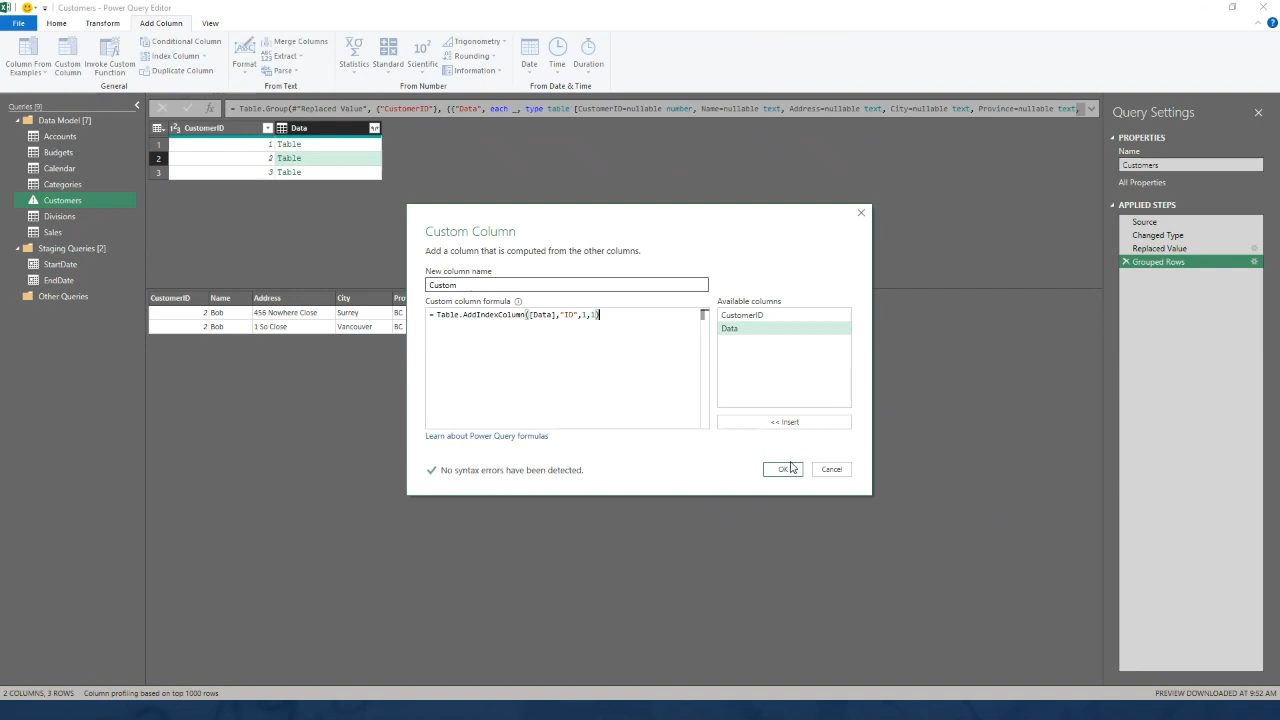 Customers - Power Query Editor
File Home Transform Add Column View
Column From Examples
Custom Column
Invoke Custom Function
Conditional Column
Index Column
Duplicate Column
General
Format
Merge Columns
Extract
Parse
From Text
Statistics
Standard
Scientific
Trigonometry
Rounding
Information
From Number
Date
Time
Duration
From Date & Time
Queries [9]
Data Model [7]
Accounts
Budgets
Calendar
Categories
Customers
Divisions
Sales
Staging Queries [2]
StartDate
EndDate
Other Queries
= Table.Group(#"Replaced Value", {"CustomerID"}, {{"Data", each _, type table [CustomerID=nullable number, Name=nullable text, Address=nullable text, City=nullable text, Province=nullable text,
CustomerID Data
1 1 Table
2 2 Table
3 3 Table
CustomerID Name Address City Pro
2 Bob 456 Nowhere Close Surrey BC
2 Bob 1 So Close Vancouver BC
Custom Column
Add a column that is computed from the other columns.
New column name
Custom
Custom column formula
= Table.AddIndexColumn([Data],"ID",1,1)
Available columns
CustomerID
Data
<< Insert
Learn about Power Query formulas
No syntax errors have been detected.
OK
Cancel
Query Settings
PROPERTIES
Name
Customers
All Properties
APPLIED STEPS
Source
Changed Type
Replaced Value
Grouped Rows
2 COLUMNS, 3 ROWS Column profiling based on top 1000 rows
PREVIEW DOWNLOADED AT 9:52 AM